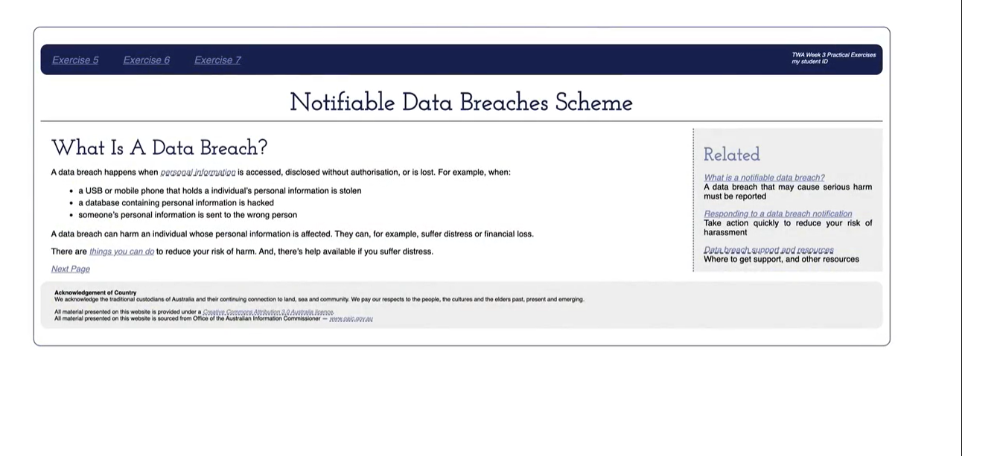 Exercise 5 Exercise 6 Exercise 7
TWA Week 3 Practical Exercises
my student ID
Notifiable Data Breaches Scheme
What Is A Data Breach?
A data breach happens when personal information is accessed, disclosed without authorisation, or is lost. For example, when:
• a USB or mobile phone that holds a individual's personal information is stolen
• a database containing personal information is hacked
• someone's personal information is sent to the wrong person
A data breach can harm an individual whose personal information is affected. They can, for example, suffer distress or financial loss.
There are things you can do to reduce your risk of harm. And, there's help available if you suffer distress.
Next Page
Related
What is a notifiable data breach?
A data breach that may cause serious harm
must be reported
Responding to a data breach notification
Take action quickly to reduce your risk of
harassment
Data breach support and resources
Where to get support, and other resources
Acknowledgement of Country
We acknowledge the traditional custodians of Australia and their continuing connection to land, sea and community. We pay our respects to the people, the cultures and the elders past, present and emerging.
All material presented on this website is provided under a Creative Commons Attribution 3.0 Australia licence.
All material presented on this website is sourced from Office of the Australian Information Commissioner — www.oaic.gov.au